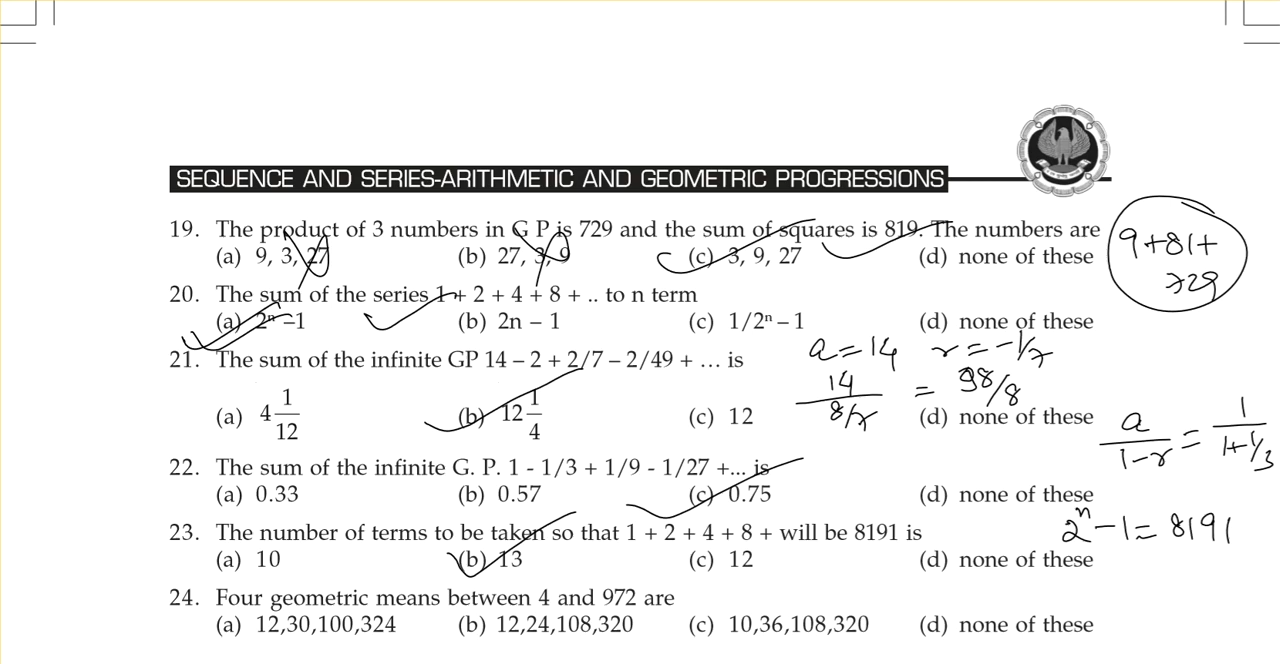 SEQUENCE AND SERIES-ARITHMETIC AND GEOMETRIC PROGRESSIONS
19. The product of 3 numbers in G P is 729 and the sum of squares is 819. The numbers are
(a) 9, 3, 27 (b) 27, 3, 9 (c) 3, 9, 27 (d) none of these
9+81+
729
20. The sum of the series 1 + 2 + 4 + 8 + .. to n term
(a) 2ⁿ –1 (b) 2n – 1 (c) 1/2ⁿ – 1 (d) none of these
21. The sum of the infinite GP 14 – 2 + 2/7 – 2/49 + … is
a = 14 r = -1/7
14/(8/7) = 98/8
(a) 4 1/12 (b) 12 1/4 (c) 12 (d) none of these
a/(1-r) = 1/(1+1/3)
22. The sum of the infinite G. P. 1 - 1/3 + 1/9 - 1/27 +... is
(a) 0.33 (b) 0.57 (c) 0.75 (d) none of these
23. The number of terms to be taken so that 1 + 2 + 4 + 8 + will be 8191 is
2ⁿ - 1 = 8191
(a) 10 (b) 13 (c) 12 (d) none of these
24. Four geometric means between 4 and 972 are
(a) 12,30,100,324 (b) 12,24,108,320 (c) 10,36,108,320 (d) none of these